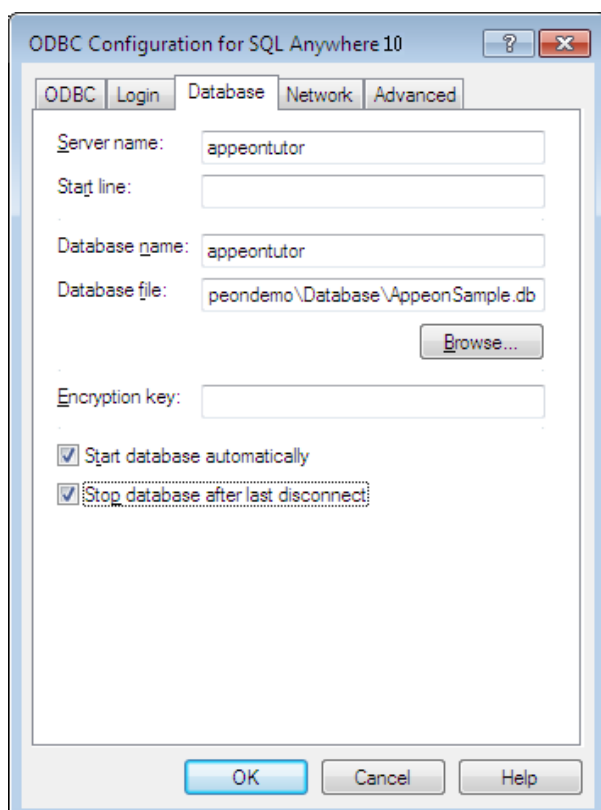 ODBC Configuration for SQL Anywhere 10
ODBC Login Database Network Advanced
Server name: appeontutor
Start line:
Database name: appeontutor
Database file: peondemo\Database\AppeonSample.db
Browse...
Encryption key:
Start database automatically
Stop database after last disconnect
OK Cancel Help